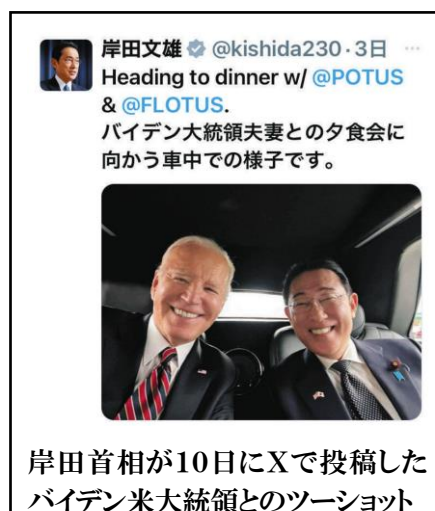 岸田文雄 @kishida230·3日 …
Heading to dinner w/ @POTUS
& @FLOTUS.
バイデン大統領夫妻との夕食会に
向かう車中での様子です。
岸田首相が10日にXで投稿した
バイデン米大統領とのツーショット